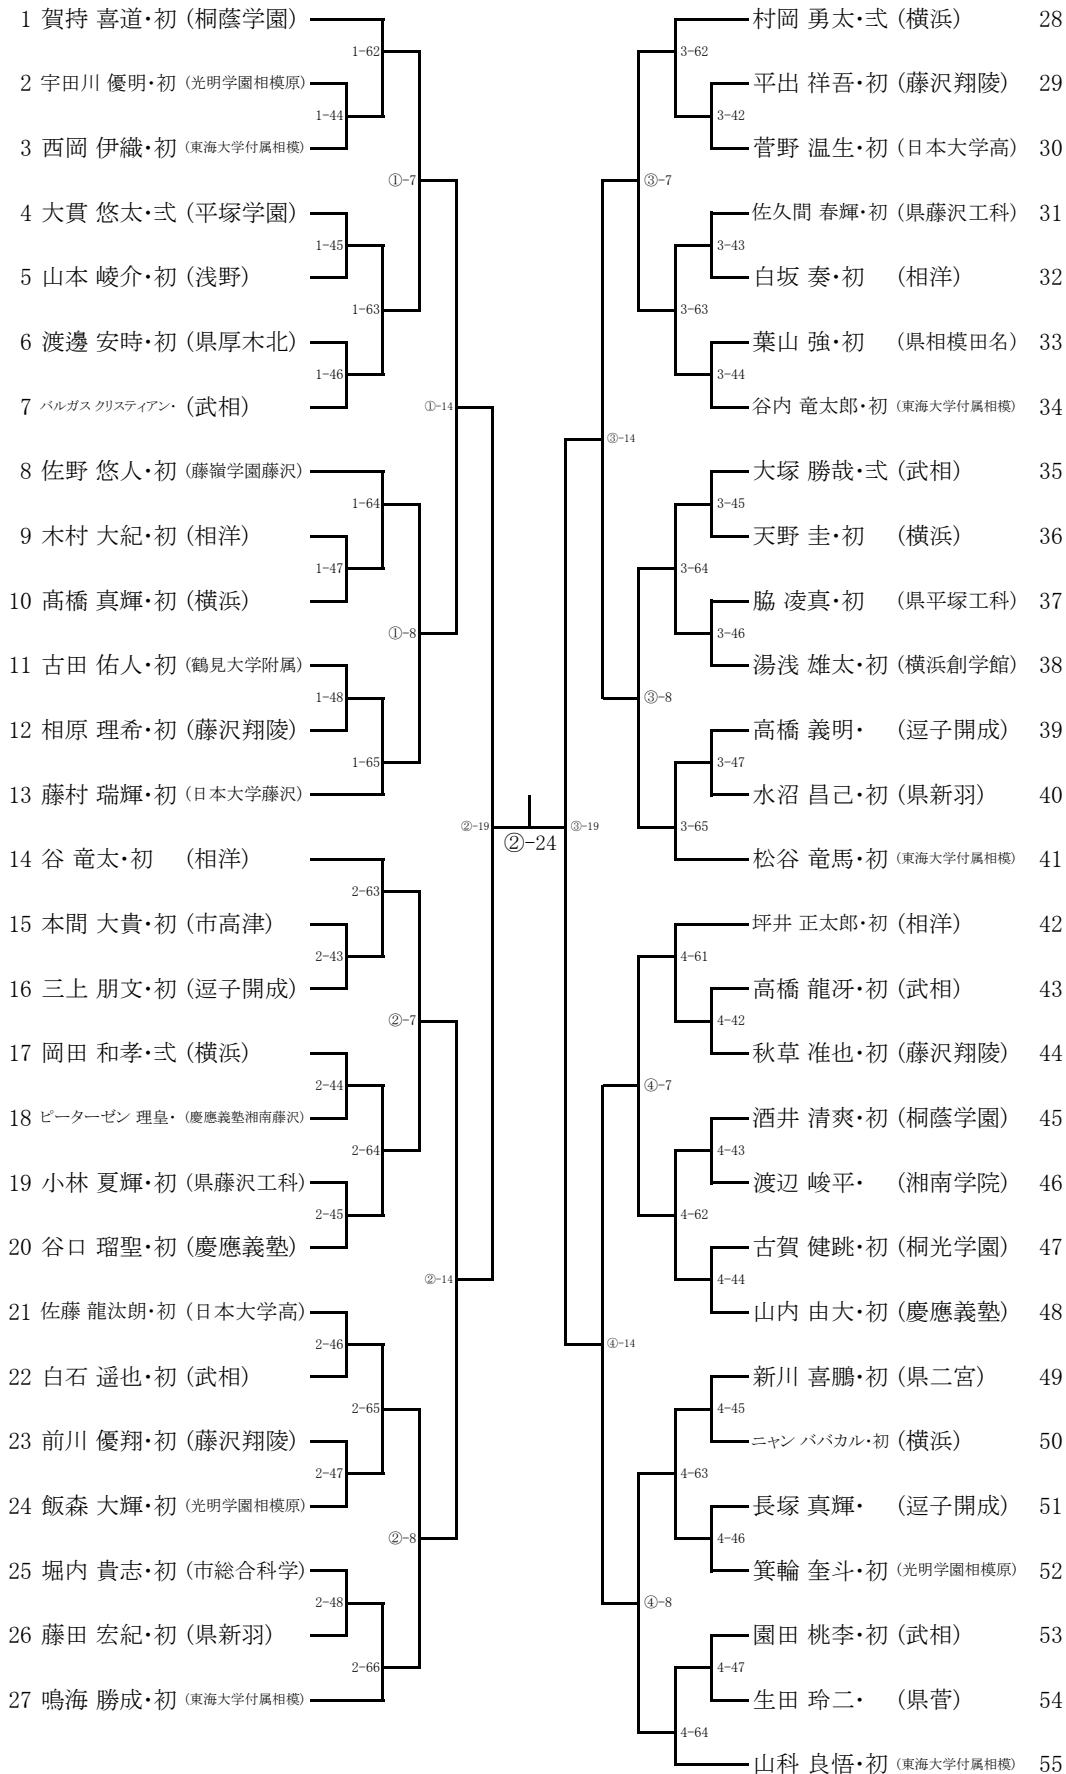 1 賀持 喜道・初 (桐蔭学園)
1-62
2 宇田川 優明・初 (光明学園相模原)
1-44
3 西岡 伊織・初 (東海大学付属相模)
①-7
4 大貫 悠太・弍 (平塚学園)
1-45
5 山本 崚介・初 (浅野)
1-63
6 渡邊 安時・初 (県厚木北)
1-46
7 バルガス クリスティアン・ (武相)
①-14
8 佐野 悠人・初 (藤嶺学園藤沢)
1-64
9 木村 大紀・初 (相洋)
1-47
10 髙橋 真輝・初 (横浜)
①-8
11 古田 佑人・初 (鶴見大学附属)
1-48
12 相原 理希・初 (藤沢翔陵)
1-65
13 藤村 瑞輝・初 (日本大学藤沢)
②-19
14 谷 竜太・初 (相洋)
2-63
15 本間 大貴・初 (市高津)
2-43
16 三上 朋文・初 (逗子開成)
②-7
17 岡田 和孝・弍 (横浜)
2-44
18 ピーターゼン 理皇・ (慶應義塾湘南藤沢)
2-64
19 小林 夏輝・初 (県藤沢工科)
2-45
20 谷口 瑠聖・初 (慶應義塾)
②-14
21 佐藤 龍汰朗・初 (日本大学高)
2-46
22 白石 遥也・初 (武相)
2-65
23 前川 優翔・初 (藤沢翔陵)
2-47
24 飯森 大輝・初 (光明学園相模原)
②-8
25 堀内 貴志・初 (市総合科学)
2-48
26 藤田 宏紀・初 (県新羽)
2-66
27 鳴海 勝成・初 (東海大学付属相模)
②-24
村岡 勇太・弍 (横浜) 28
3-62
平出 祥吾・初 (藤沢翔陵) 29
3-42
菅野 温生・初 (日本大学高) 30
③-7
佐久間 春輝・初 (県藤沢工科) 31
3-43
白坂 奏・初 (相洋) 32
3-63
葉山 強・初 (県相模田名) 33
3-44
谷内 竜太郎・初 (東海大学付属相模) 34
③-14
大塚 勝哉・弍 (武相) 35
3-45
天野 圭・初 (横浜) 36
3-64
脇 凌真・初 (県平塚工科) 37
3-46
湯浅 雄太・初 (横浜創学館) 38
③-8
高橋 義明・ (逗子開成) 39
3-47
水沼 昌己・初 (県新羽) 40
3-65
③-19
松谷 竜馬・初 (東海大学付属相模) 41
坪井 正太郎・初 (相洋) 42
4-61
高橋 龍冴・初 (武相) 43
4-42
秋草 准也・初 (藤沢翔陵) 44
④-7
酒井 清爽・初 (桐蔭学園) 45
4-43
渡辺 峻平・ (湘南学院) 46
4-62
古賀 健跳・初 (桐光学園) 47
4-44
山内 由大・初 (慶應義塾) 48
④-14
新川 喜鵬・初 (県二宮) 49
4-45
ニャン ババカル・初 (横浜) 50
4-63
長塚 真輝・ (逗子開成) 51
4-46
箕輪 奎斗・初 (光明学園相模原) 52
④-8
園田 桃李・初 (武相) 53
4-47
生田 玲二・ (県菅) 54
4-64
山科 良悟・初 (東海大学付属相模) 55